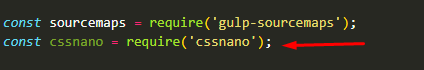 const sourcemaps = require('gulp-sourcemaps');
const cssnano = require('cssnano');